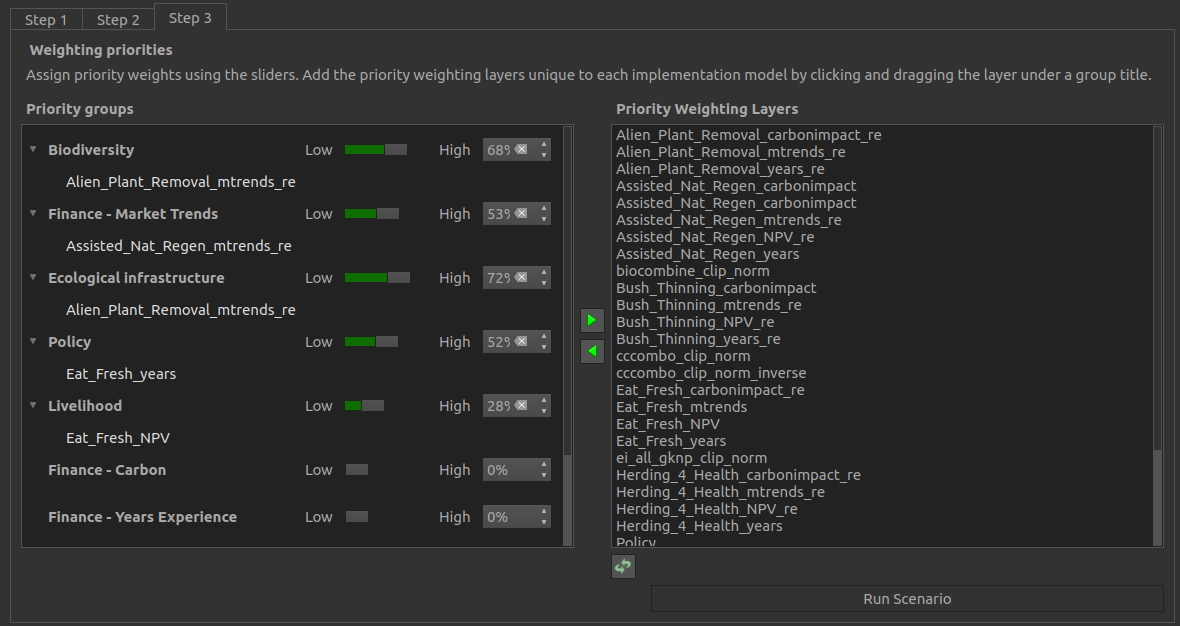 Step 1 Step 2 Step 3
Weighting priorities
Assign priority weights using the sliders. Add the priority weighting layers unique to each implementation model by clicking and dragging the layer under a group title.
Priority groups
Biodiversity Low High 68%
Alien_Plant_Removal_mtrends_re
Finance - Market Trends Low High 53%
Assisted_Nat_Regen_mtrends_re
Ecological infrastructure Low High 72%
Alien_Plant_Removal_mtrends_re
Policy Low High 52%
Eat_Fresh_years
Livelihood Low High 28%
Eat_Fresh_NPV
Finance - Carbon Low High 0%
Finance - Years Experience Low High 0%
Priority Weighting Layers
Alien_Plant_Removal_carbonimpact_re
Alien_Plant_Removal_mtrends_re
Alien_Plant_Removal_years_re
Assisted_Nat_Regen_carbonimpact
Assisted_Nat_Regen_carbonimpact
Assisted_Nat_Regen_mtrends_re
Assisted_Nat_Regen_NPV_re
Assisted_Nat_Regen_years
biocombine_clip_norm
Bush_Thinning_carbonimpact
Bush_Thinning_mtrends_re
Bush_Thinning_NPV_re
Bush_Thinning_years_re
cccombo_clip_norm
cccombo_clip_norm_inverse
Eat_Fresh_carbonimpact_re
Eat_Fresh_mtrends
Eat_Fresh_NPV
Eat_Fresh_years
ei_all_gknp_clip_norm
Herding_4_Health_carbonimpact_re
Herding_4_Health_mtrends_re
Herding_4_Health_NPV_re
Herding_4_Health_years
Policy
Run Scenario